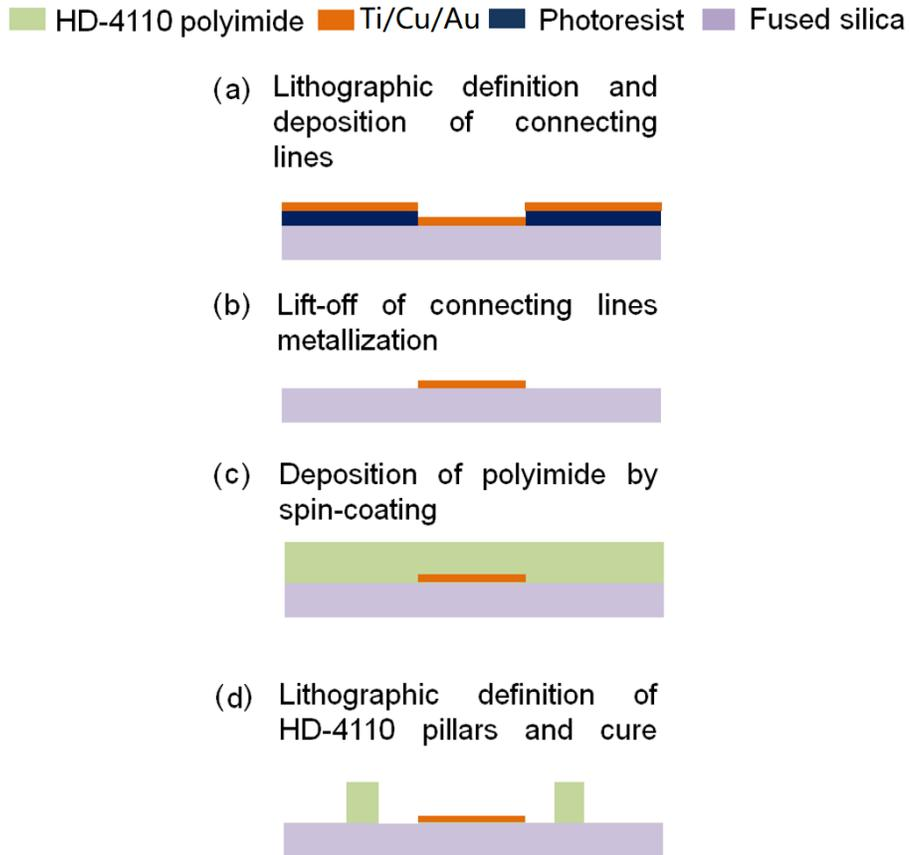 HD-4110 polyimide Ti/Cu/Au Photoresist Fused silica
(a) Lithographic definition and
deposition of connecting
lines
(b) Lift-off of connecting lines
metallization
(c) Deposition of polyimide by
spin-coating
(d) Lithographic definition of
HD-4110 pillars and cure